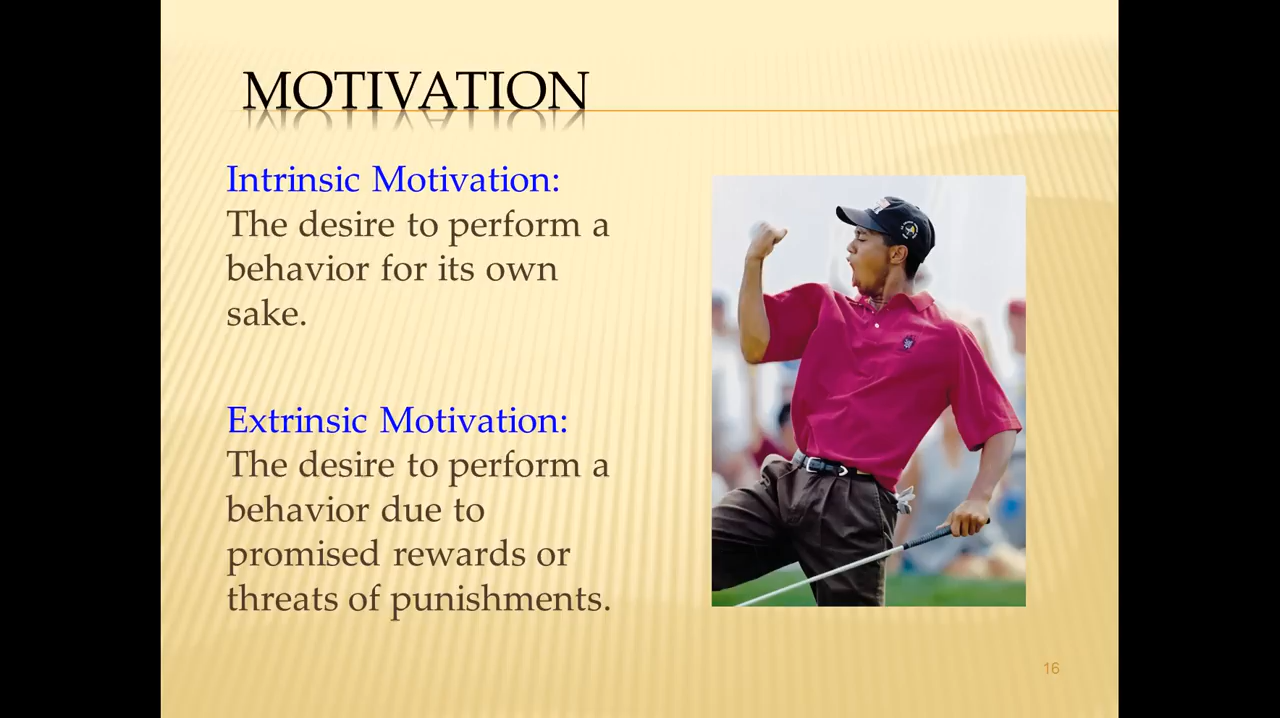 MOTIVATION
Intrinsic Motivation:
The desire to perform a
behavior for its own
sake.
Extrinsic Motivation:
The desire to perform a
behavior due to
promised rewards or
threats of punishments.
16